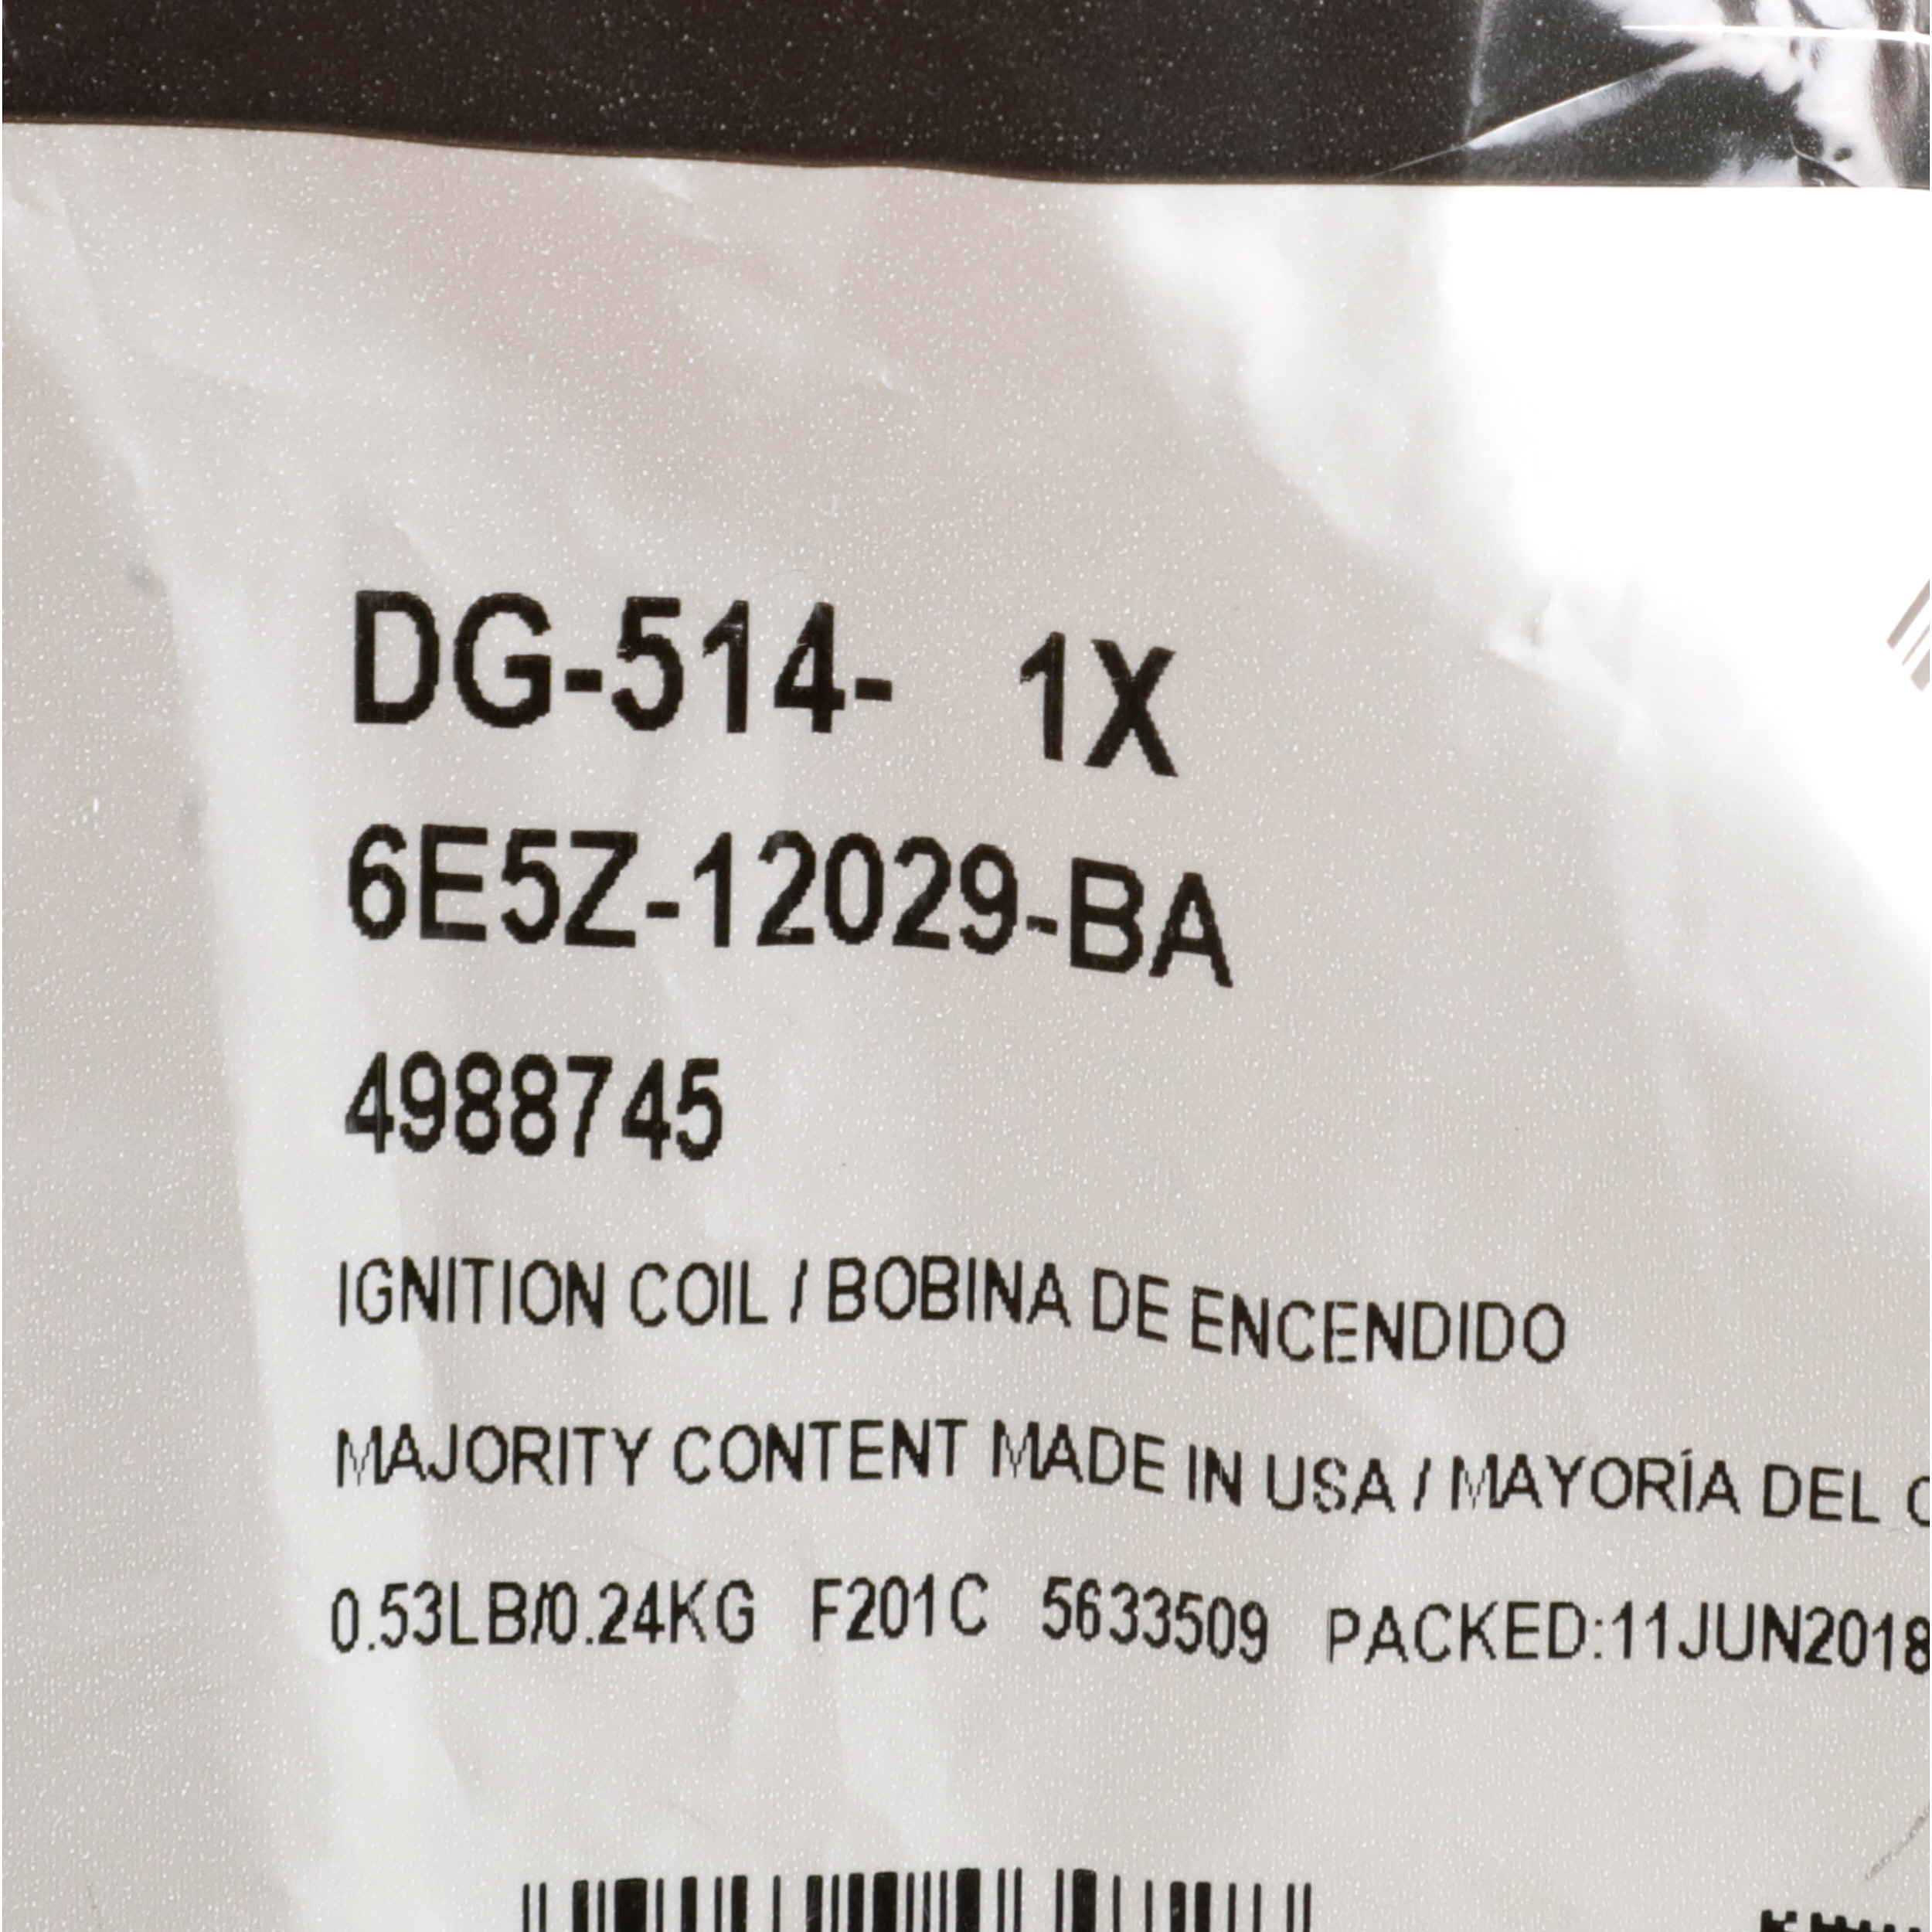 DG-514- 1X
6E5Z-12029-BA
4988745
IGNITION COIL / BOBINA DE ENCENDIDO
MAJORITY CONTENT MADE IN USA / MAYORÍA DEL
0.53LB/0.24KG F201C 5633509 PACKED:11JUN2018